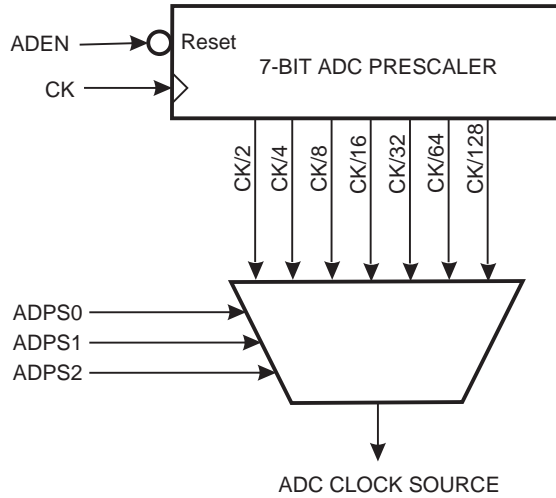 ADEN
Reset
7-BIT ADC PRESCALER
CK
CK/2
CK/4
CK/8
CK/16
CK/32
CK/64
CK/128
ADPS0
ADPS1
ADPS2
ADC CLOCK SOURCE